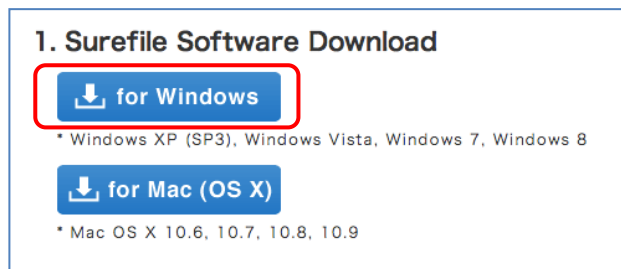 1. Surefile Software Download
for Windows
* Windows XP (SP3), Windows Vista, Windows 7, Windows 8
for Mac (OS X)
* Mac OS X 10.6, 10.7, 10.8, 10.9